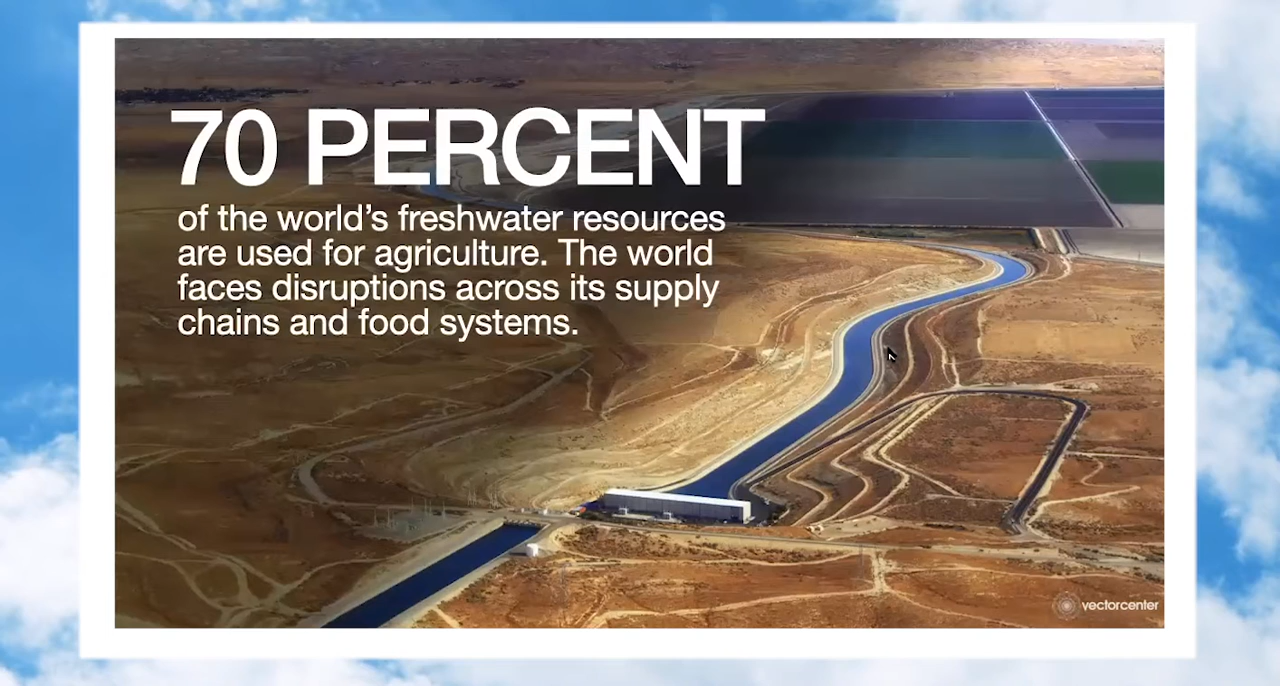 70 PERCENT
of the world's freshwater resources
are used for agriculture. The world
faces disruptions across its supply
chains and food systems.
vectorcenter